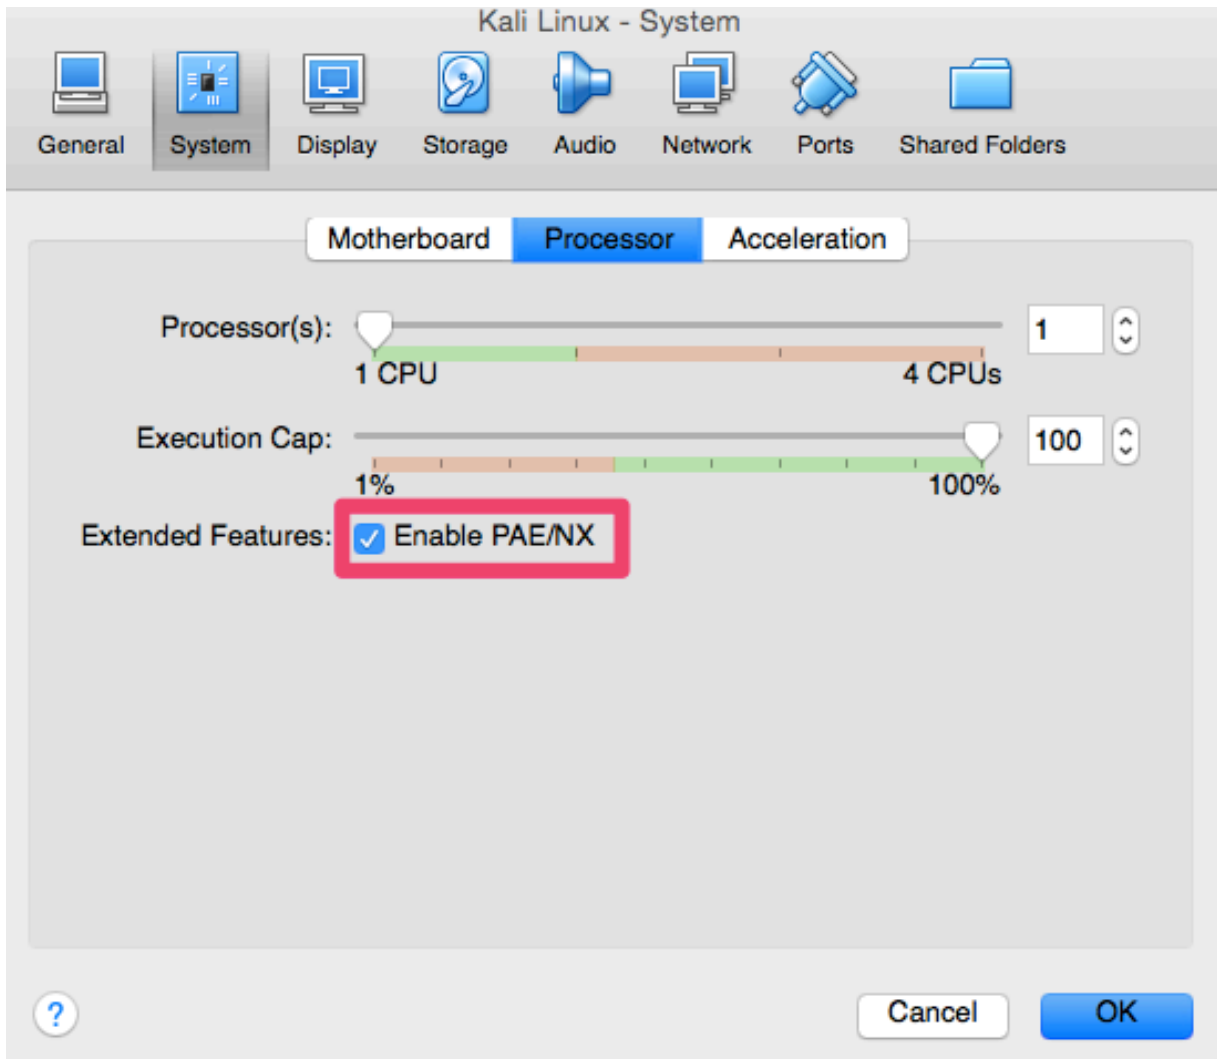 Kali Linux - System
General System Display Storage Audio Network Ports Shared Folders
Motherboard Processor Acceleration
Processor(s): 1
1 CPU 4 CPUs
Execution Cap: 100
1% 100%
Extended Features: Enable PAE/NX
? Cancel OK